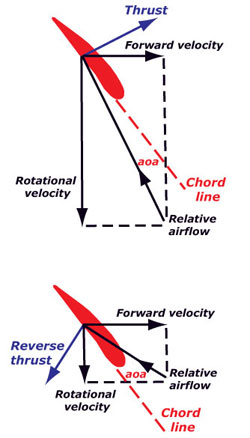 Thrust
Forward velocity
aoa
Rotational
velocity
Chord
line
Relative
airflow
Forward velocity
Reverse
thrust
aoa
Relative
airflow
Rotational
velocity
Chord
line